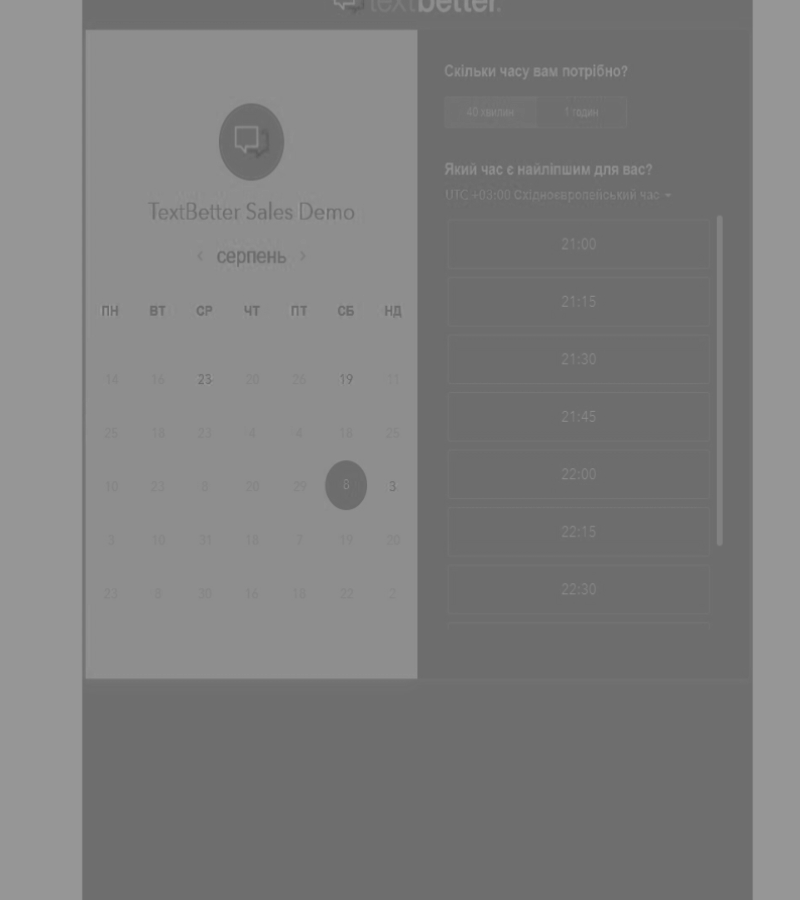 textbetter.
TextBetter Sales Demo
‹ серпень ›
ПН ВТ СР ЧТ ПТ СБ НД
14 16 23 20 26 19 31
25 18 23 4 4 18 25
10 23 8 20 29 8 3
3 10 31 18 7 19 20
23 8 30 16 18 22 2
Скільки часу вам потрібно?
40 хвилин 1 годин
Який час є найліпшим для вас?
UTC +03:00 Східноєвропейський час
21:00
21:15
21:30
21:45
22:00
22:15
22:30